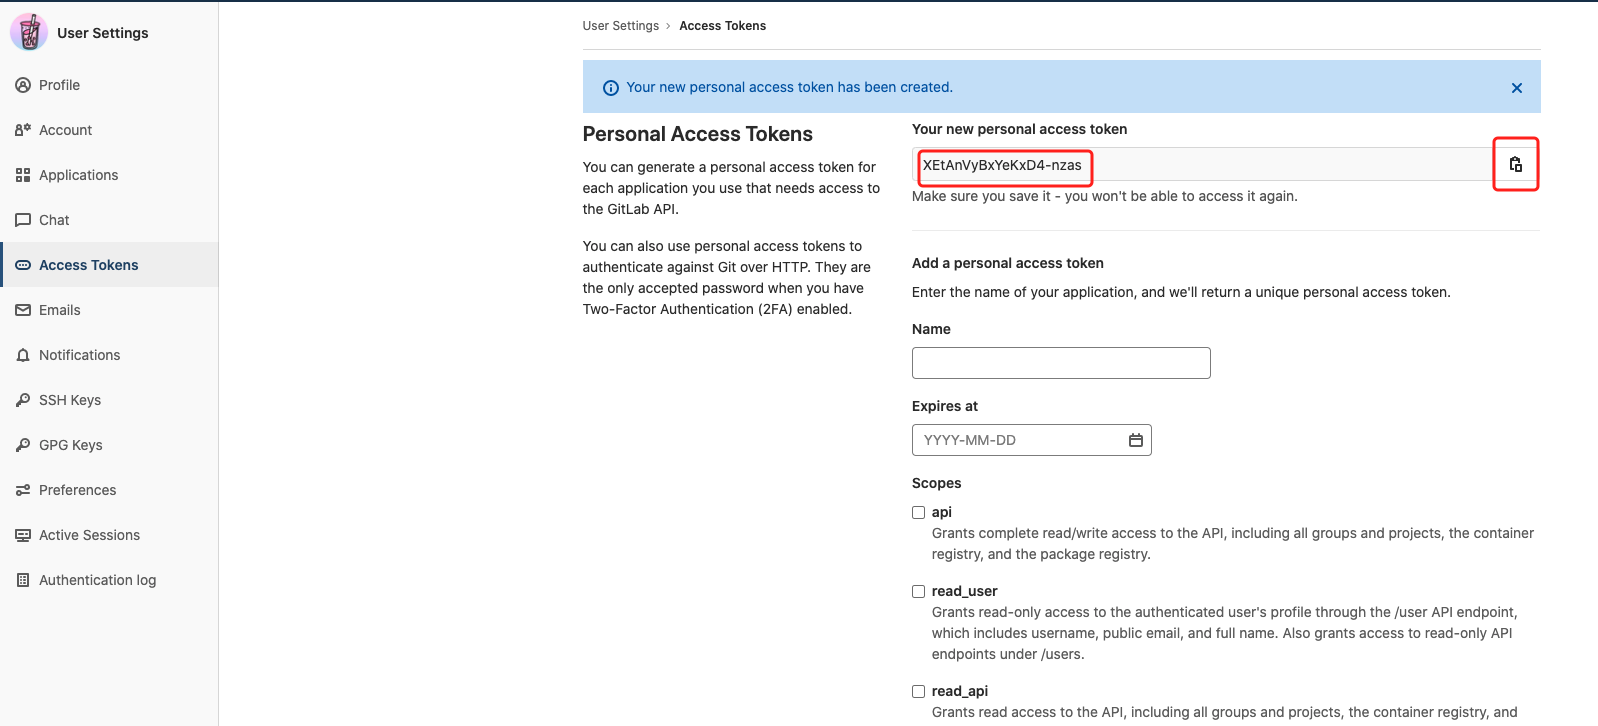 User Settings
Profile
Account
Applications
Chat
Access Tokens
Emails
Notifications
SSH Keys
GPG Keys
Preferences
Active Sessions
Authentication log
User Settings › Access Tokens
Your new personal access token has been created.
Personal Access Tokens
You can generate a personal access token for
each application you use that needs access to
the GitLab API.
You can also use personal access tokens to
authenticate against Git over HTTP. They are
the only accepted password when you have
Two-Factor Authentication (2FA) enabled.
Your new personal access token
XEtAnVyBxYeKxD4-nzas
Make sure you save it - you won't be able to access it again.
Add a personal access token
Enter the name of your application, and we'll return a unique personal access token.
Name
Expires at
YYYY-MM-DD
Scopes
api
Grants complete read/write access to the API, including all groups and projects, the container
registry, and the package registry.
read_user
Grants read-only access to the authenticated user's profile through the /user API endpoint,
which includes username, public email, and full name. Also grants access to read-only API
endpoints under /users.
read_api
Grants read access to the API, including all groups and projects, the container registry, and